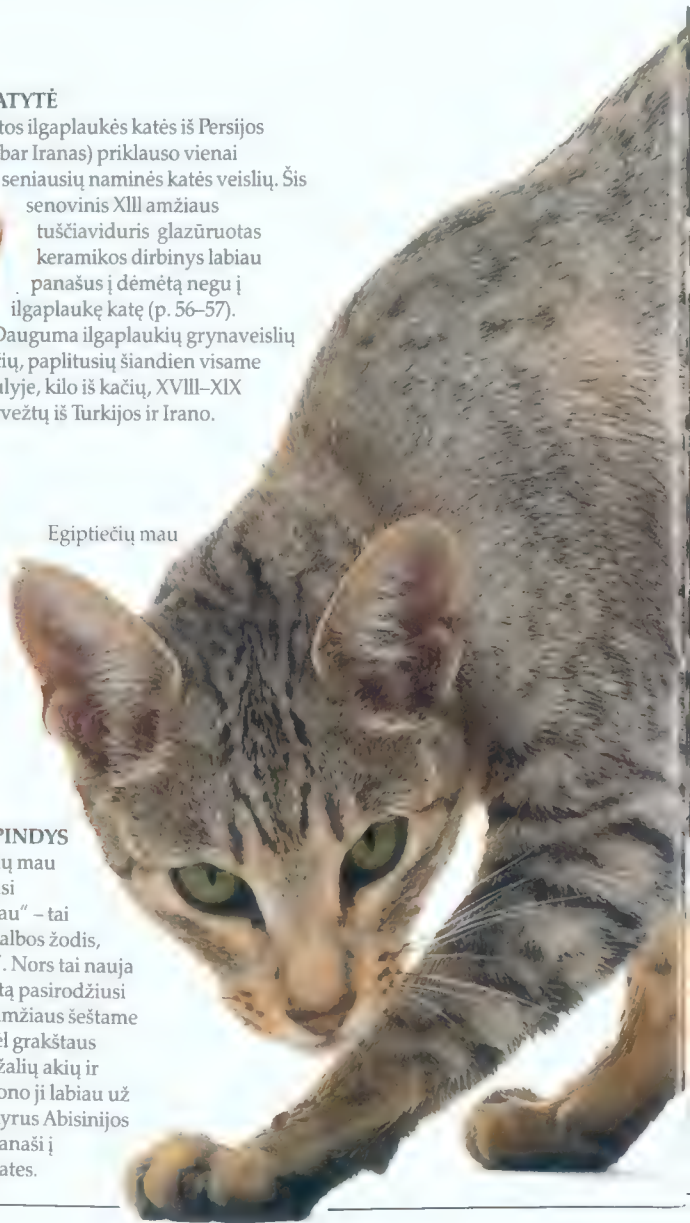 ATYTĖ
tos ilgaplaukės katės iš Persijos
bar Iranas) priklauso vienai
seniausių naminės katės veislių. Šis
senovinis XIII amžiaus
tuščiaviduris glazūruotas
keramikos dirbinys labiau
panašus į dėmėtą negu į
ilgaplaukę katę (p. 56–57).
Dauguma ilgaplaukių grynaveislių
čių, paplitusių šiandien visame
ulyje, kilo iš kačių, XVIII–XIX
vežtų iš Turkijos ir Irano.
Egiptiečių mau
PINDYS
ų mau
usi
au“ – tai
albos žodis,
“. Nors tai nauja
tą pasirodžiusi
amžiaus šeštame
ėl grakštaus
žalių akių ir
ono ji labiau už
yrus Abisinijos
anaši į
ates.